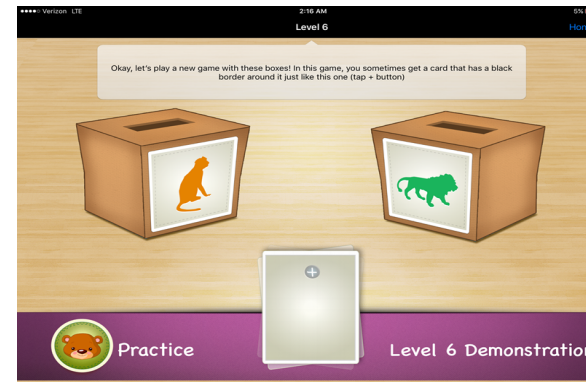 Verizon LTE
2:16 AM
5%
Level 6
Hom
Okay, let's play a new game with these boxes! In this game, you sometimes get a card that has a black
border around it just like this one (tap + button)
+
Practice
Level 6 Demonstration